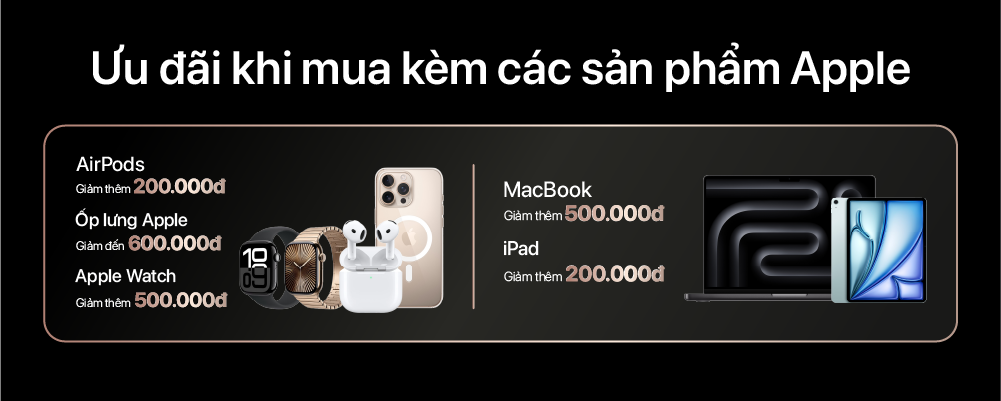 Ưu đãi khi mua kèm các sản phẩm Apple
AirPods
Giảm thêm 200.000đ
Ốp lưng Apple
Giảm đến 600.000đ
Apple Watch
Giảm thêm 500.000đ
10
09
MacBook
Giảm thêm 500.000đ
iPad
Giảm thêm 200.000đ